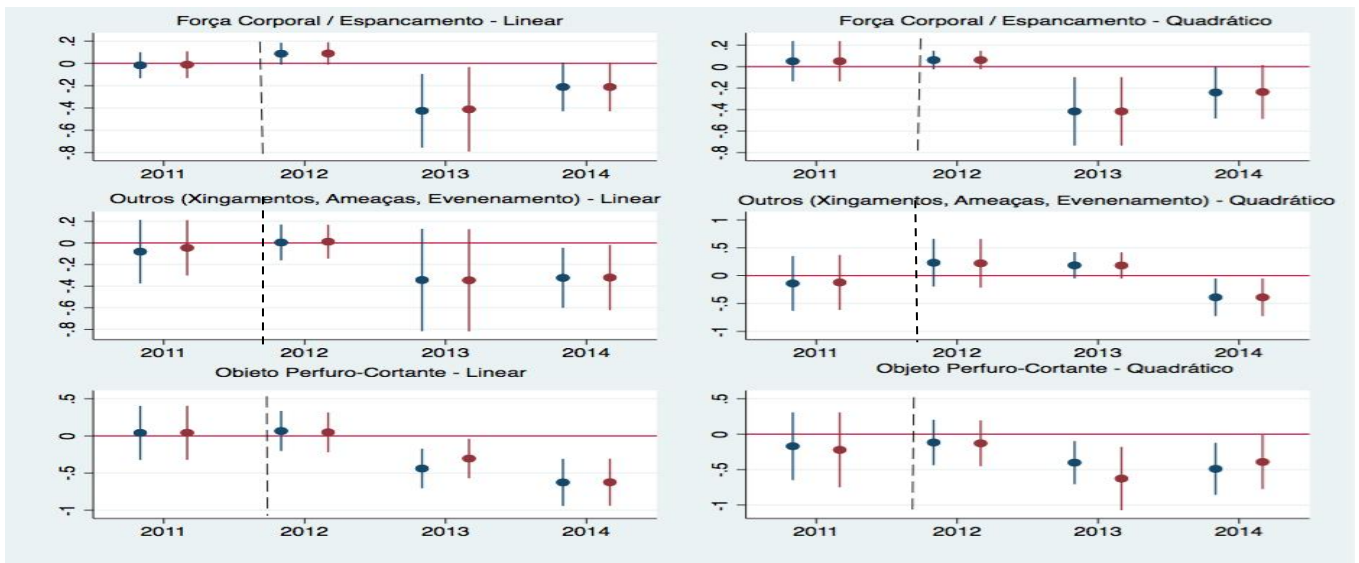 Força Corporal / Espancamento - Linear
.2
0
-.2
-.4
-.6
-.8
2011 2012 2013 2014
Força Corporal / Espancamento - Quadrático
.2
0
-.2
-.4
-.6
-.8
2011 2012 2013 2014
Outros (Xingamentos, Ameaças, Evenenamento) - Linear
.2
0
-.2
-.4
-.6
-.8
2011 2012 2013 2014
Outros (Xingamentos, Ameaças, Evenenamento) - Quadrático
1
.5
0
-.5
-1
2011 2012 2013 2014
Objeto Perfuro-Cortante - Linear
.5
0
-.5
-1
2011 2012 2013 2014
Objeto Perfuro-Cortante - Quadrático
.5
0
-.5
-1
2011 2012 2013 2014